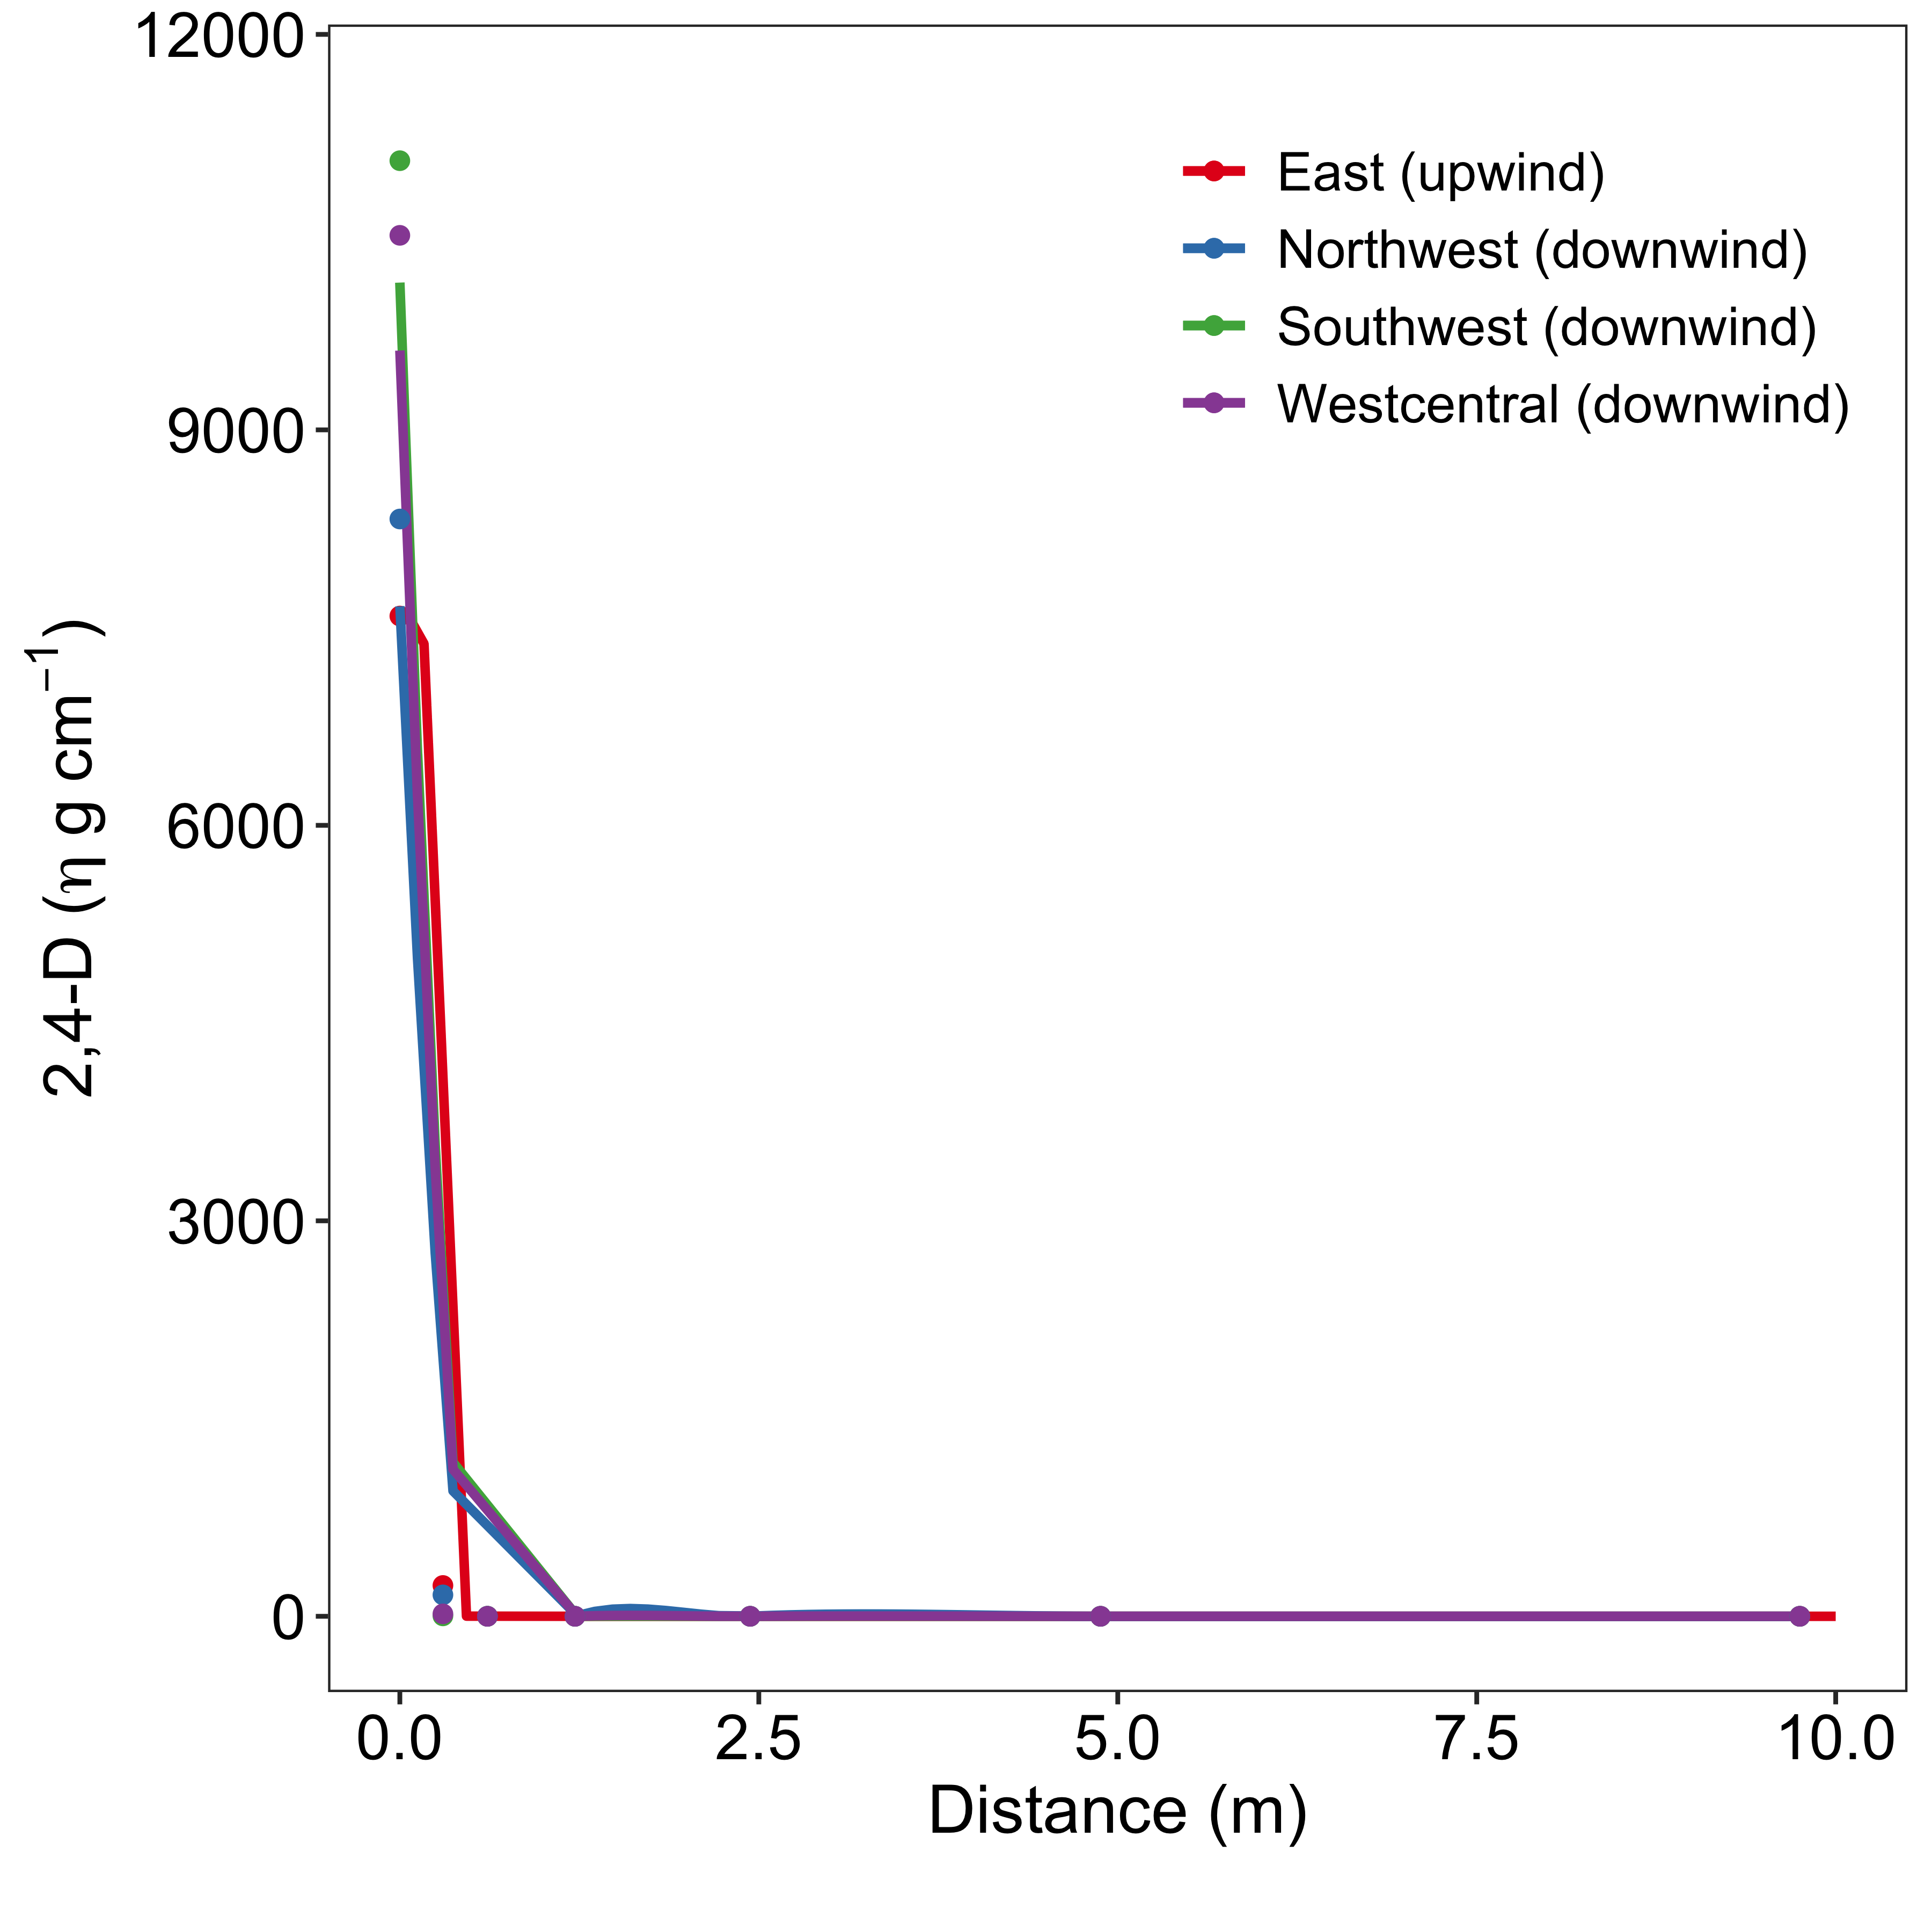 12000
9000
6000
3000
0
2,4-D (η g cm⁻¹)
East (upwind)
Northwest (downwind)
Southwest (downwind)
Westcentral (downwind)
0.0 2.5 5.0 7.5 10.0
Distance (m)